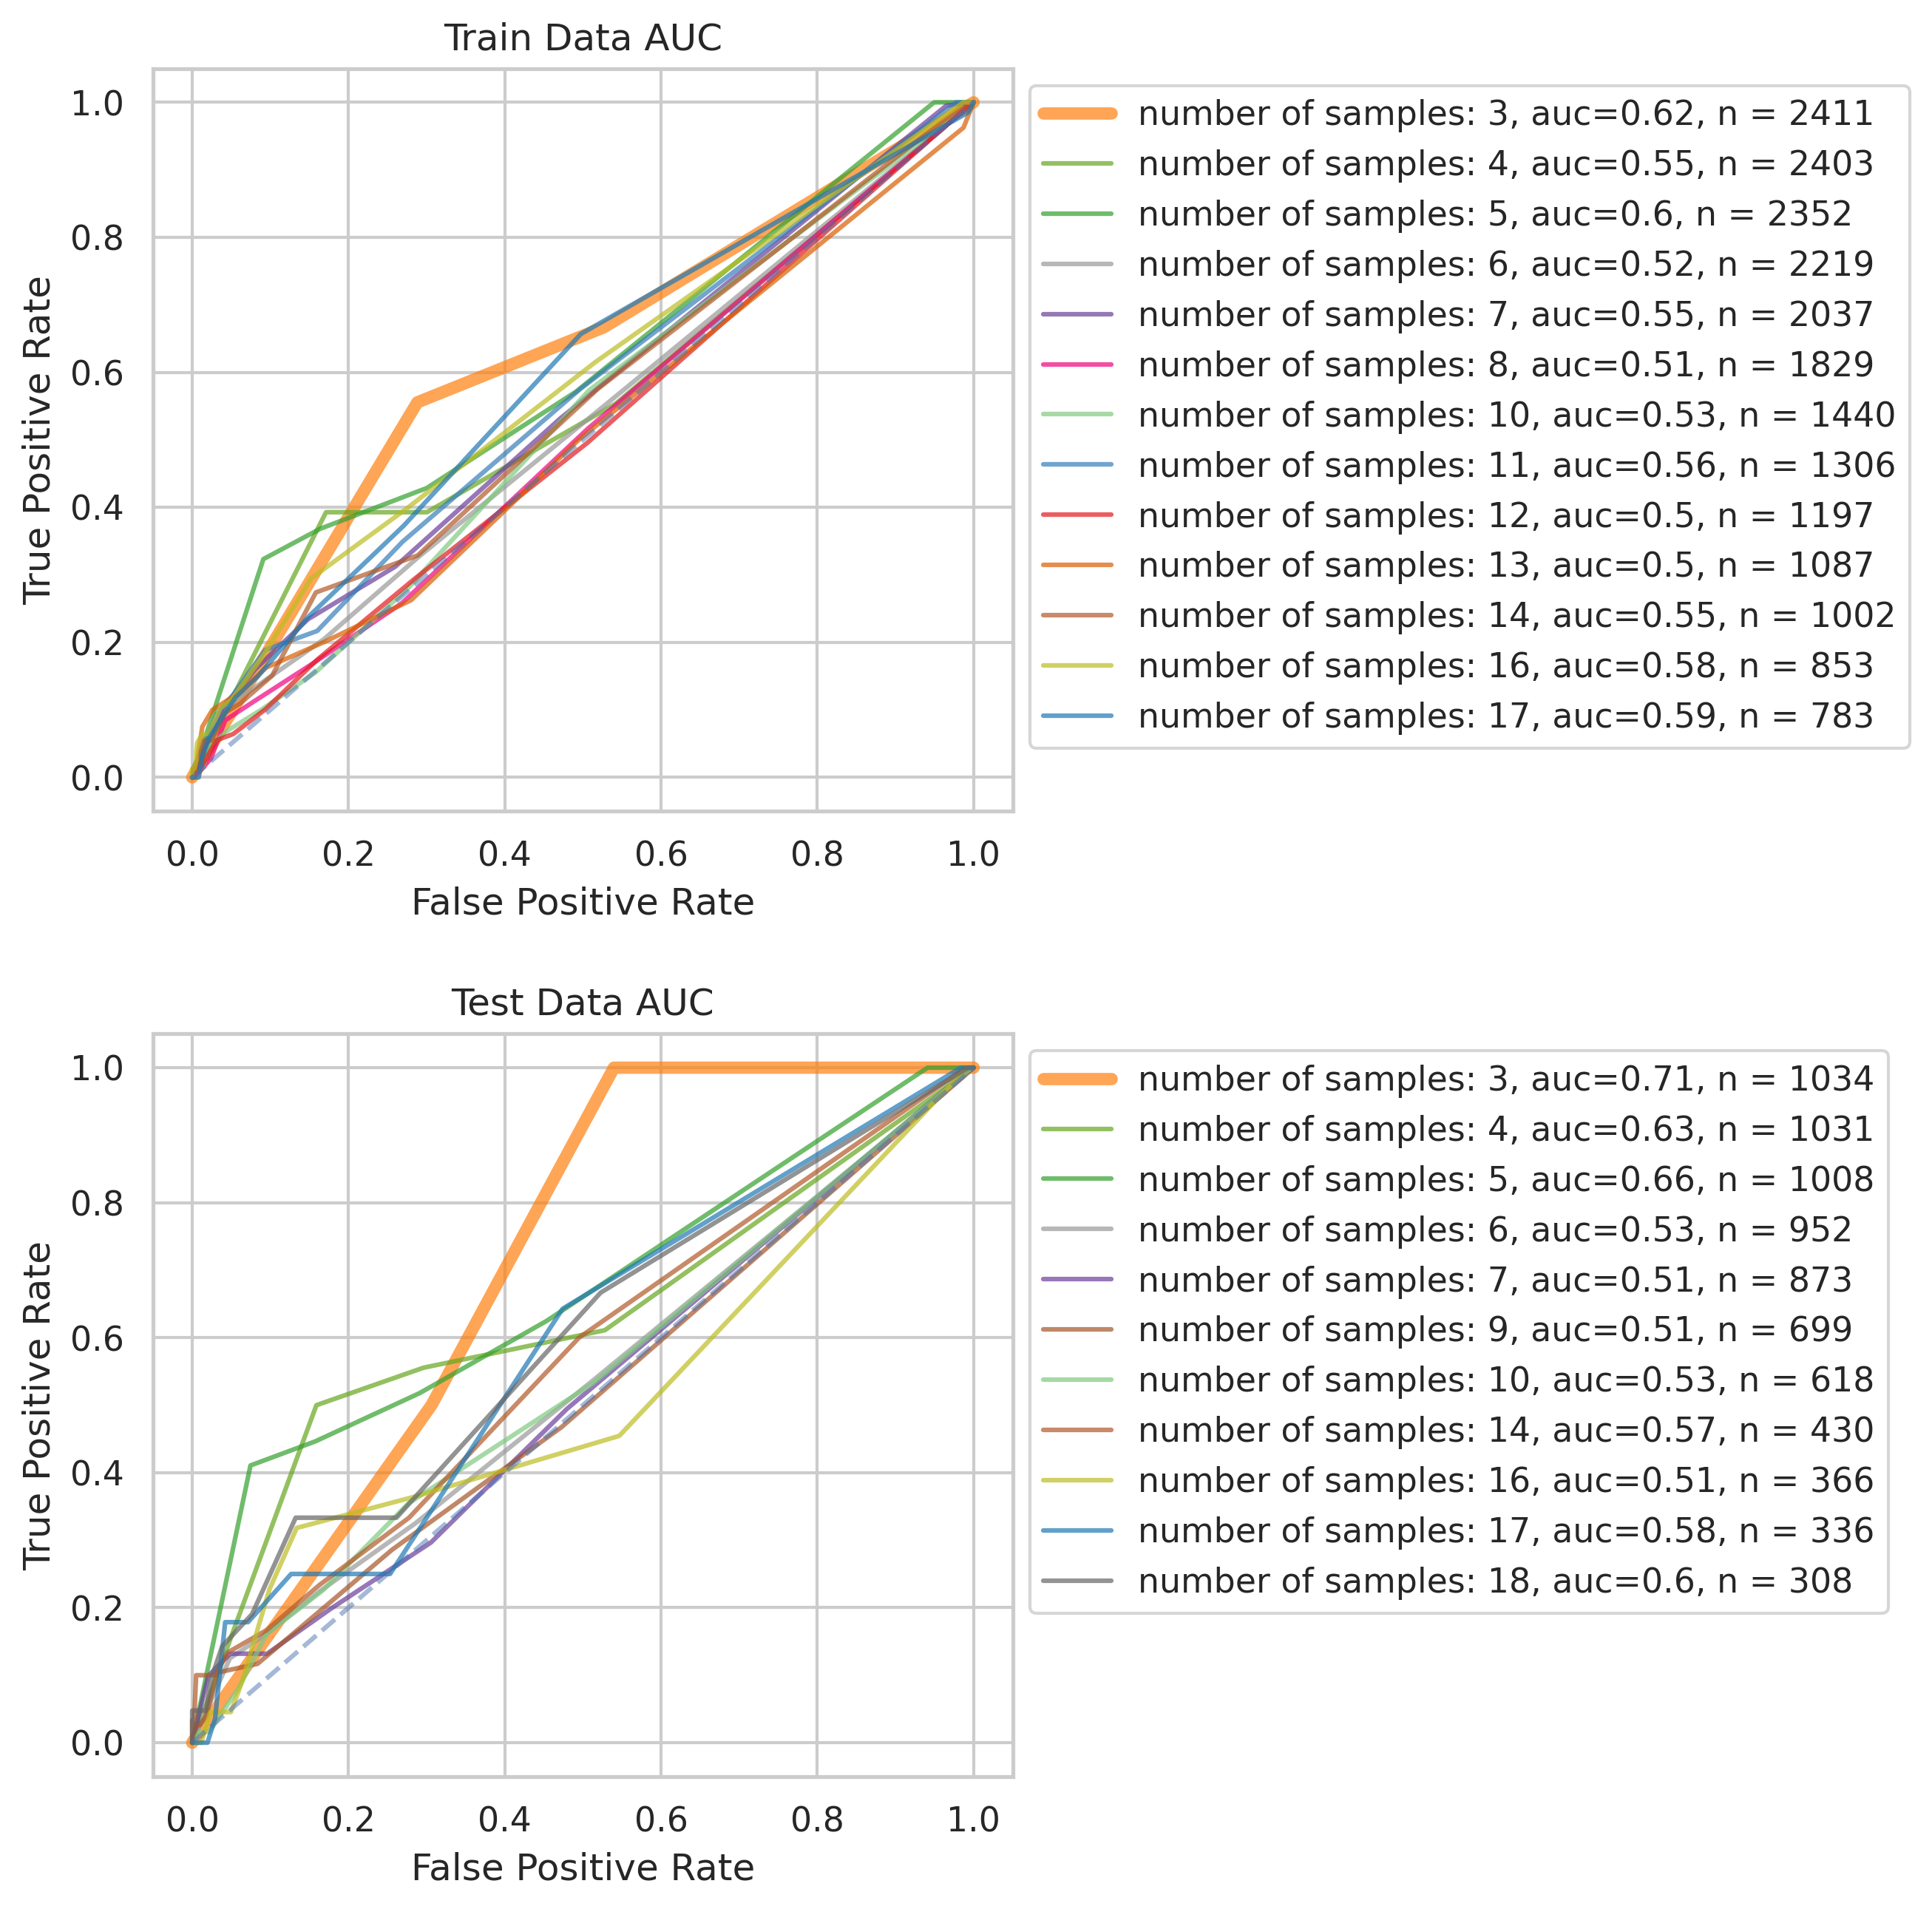 Train Data AUC
1.0
0.8
0.6
0.4
0.2
0.0
True Positive Rate
0.0 0.2 0.4 0.6 0.8 1.0
False Positive Rate
number of samples: 3, auc=0.62, n = 2411
number of samples: 4, auc=0.55, n = 2403
number of samples: 5, auc=0.6, n = 2352
number of samples: 6, auc=0.52, n = 2219
number of samples: 7, auc=0.55, n = 2037
number of samples: 8, auc=0.51, n = 1829
number of samples: 10, auc=0.53, n = 1440
number of samples: 11, auc=0.56, n = 1306
number of samples: 12, auc=0.5, n = 1197
number of samples: 13, auc=0.5, n = 1087
number of samples: 14, auc=0.55, n = 1002
number of samples: 16, auc=0.58, n = 853
number of samples: 17, auc=0.59, n = 783
Test Data AUC
1.0
0.8
0.6
0.4
0.2
0.0
True Positive Rate
0.0 0.2 0.4 0.6 0.8 1.0
False Positive Rate
number of samples: 3, auc=0.71, n = 1034
number of samples: 4, auc=0.63, n = 1031
number of samples: 5, auc=0.66, n = 1008
number of samples: 6, auc=0.53, n = 952
number of samples: 7, auc=0.51, n = 873
number of samples: 9, auc=0.51, n = 699
number of samples: 10, auc=0.53, n = 618
number of samples: 14, auc=0.57, n = 430
number of samples: 16, auc=0.51, n = 366
number of samples: 17, auc=0.58, n = 336
number of samples: 18, auc=0.6, n = 308